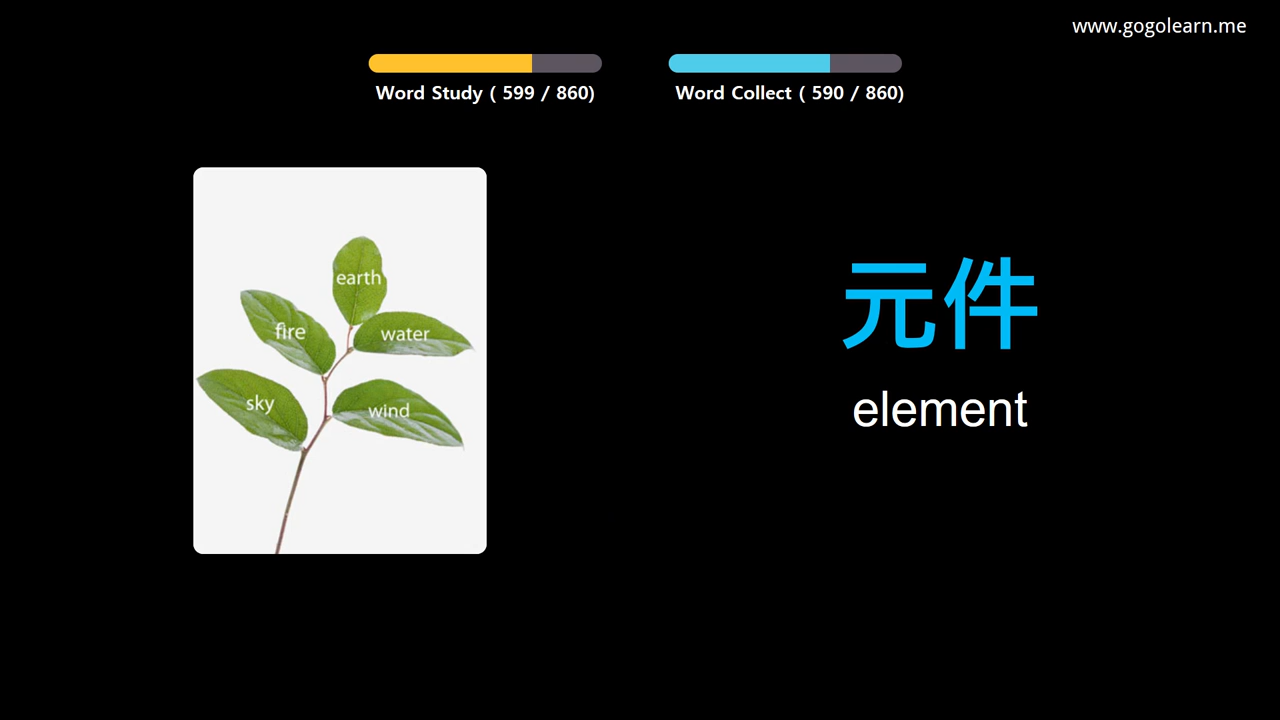 www.gogolearn.me
Word Study ( 599 / 860)
Word Collect ( 590 / 860)
earth
fire
water
sky
wind
元件
element